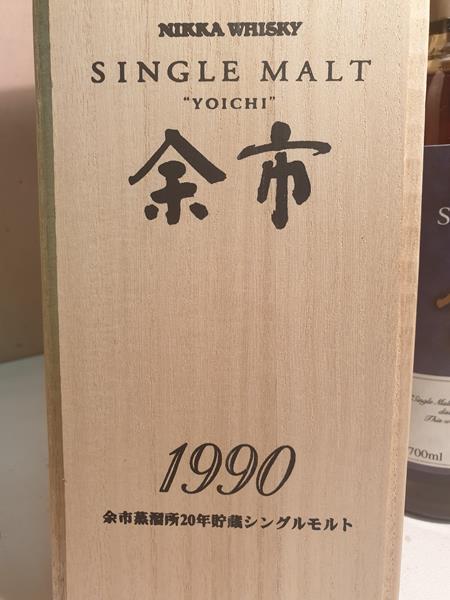 NIKKA WHISKY
SINGLE MALT
"YOICHI"
余市
1990
余市蒸溜所20年貯蔵シングルモルト
700ml